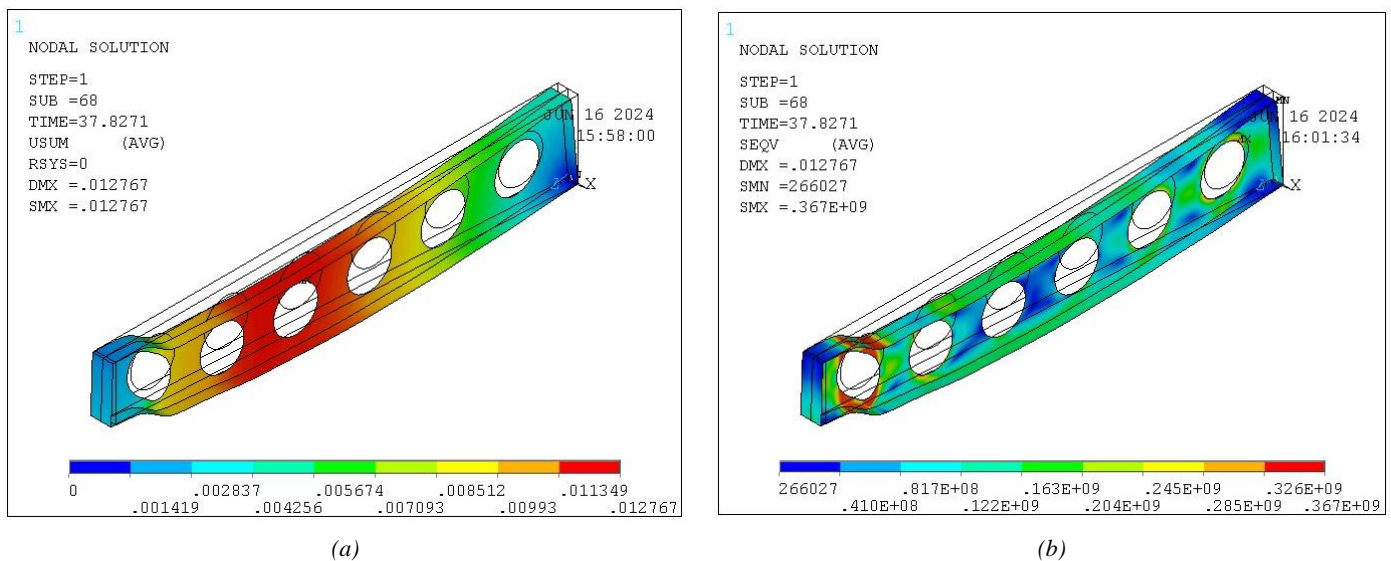 1
NODAL SOLUTION
STEP=1
SUB =68
TIME=37.8271
USUM (AVG)
RSYS=0
DMX =.012767
SMX =.012767
JUN 16 2024
15:58:00
Z X
0 .002837 .005674 .008512 .011349
.001419 .004256 .007093 .00993 .012767
(a)
1
NODAL SOLUTION
STEP=1
SUB =68
TIME=37.8271
SEQV (AVG)
DMX =.012767
SMN =266027
SMX =.367E+09
MN
JUN 16 2024
MX 16:01:34
Z X
266027 .817E+08 .163E+09 .245E+09 .326E+09
.410E+08 .122E+09 .204E+09 .285E+09 .367E+09
(b)